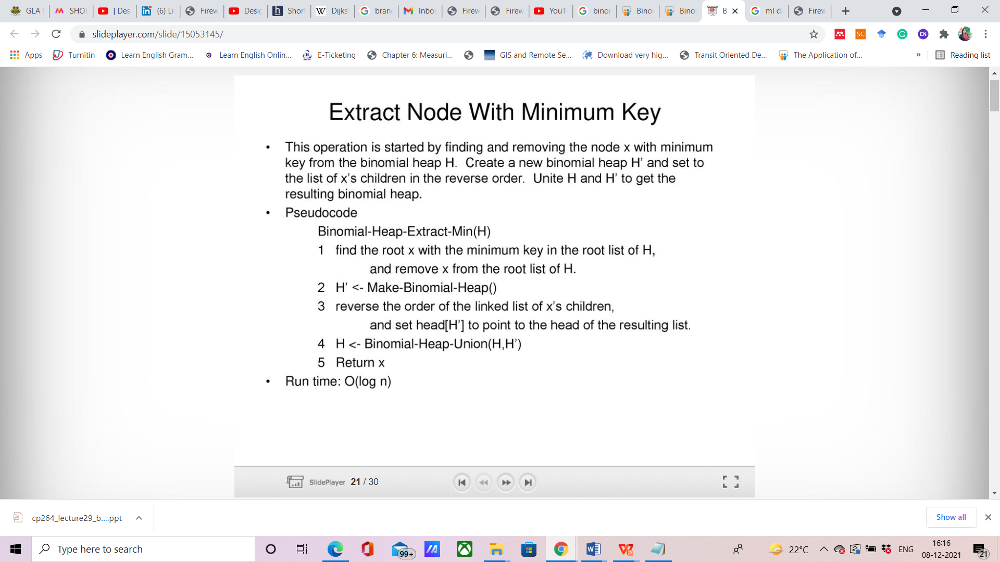 GLA
SHOP
| Des
(6) Li
Firew
Desig
Short
Dijks
branc
Inbox
Firew
Firew
YouTu
binor
Binor
Binor
B
ml da
Firew
slideplayer.com/slide/15053145/
SC
EN
Apps
Turnitin
Learn English Gram...
Learn English Onlin...
E-Ticketing
Chapter 6: Measuri...
GIS and Remote Se...
Download very hig...
Transit Oriented De...
The Application of...
»
Reading list
Extract Node With Minimum Key
• This operation is started by finding and removing the node x with minimum
key from the binomial heap H. Create a new binomial heap H’ and set to
the list of x’s children in the reverse order. Unite H and H’ to get the
resulting binomial heap.
• Pseudocode
Binomial-Heap-Extract-Min(H)
1 find the root x with the minimum key in the root list of H,
and remove x from the root list of H.
2 H’ <- Make-Binomial-Heap()
3 reverse the order of the linked list of x’s children,
and set head[H’] to point to the head of the resulting list.
4 H <- Binomial-Heap-Union(H,H’)
5 Return x
• Run time: O(log n)
SlidePlayer 21 / 30
cp264_lecture29_b....ppt
Show all
Type here to search
99+
22°C
ENG
16:16
08-12-2021
21